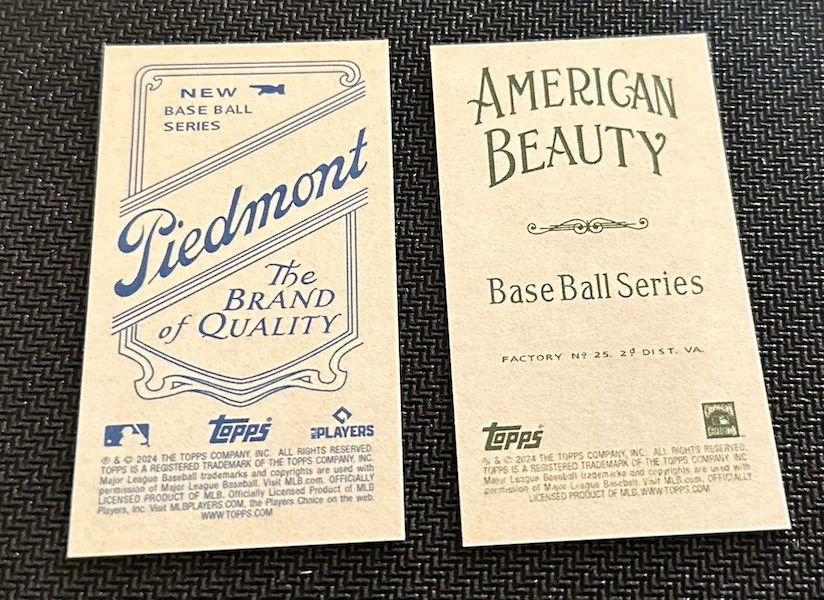 NEW
BASE BALL
SERIES
Piedmont
The
BRAND
of QUALITY
Topps
MLB PLAYERS
® & © 2024 THE TOPPS COMPANY, INC. ALL RIGHTS RESERVED.
TOPPS IS A REGISTERED TRADEMARK OF THE TOPPS COMPANY, INC.
Major League Baseball trademarks and copyrights are used with
permission of Major League Baseball. Visit MLB.com. OFFICIALLY
LICENSED PRODUCT OF MLB. Officially Licensed Product of MLB
Players, Inc. Visit MLBPLAYERS.com, the Players Choice on the web.
WWW.TOPPS.COM
AMERICAN
BEAUTY
Base Ball Series
FACTORY Nº 25. 2ᵈ DIST. VA.
Topps
® & © 2024 THE TOPPS COMPANY, INC. ALL RIGHTS RESERVED.
TOPPS IS A REGISTERED TRADEMARK OF THE TOPPS COMPANY, INC.
Major League Baseball trademarks and copyrights are used with
permission of Major League Baseball. Visit MLB.com. OFFICIALLY
LICENSED PRODUCT OF MLB. WWW.TOPPS.COM